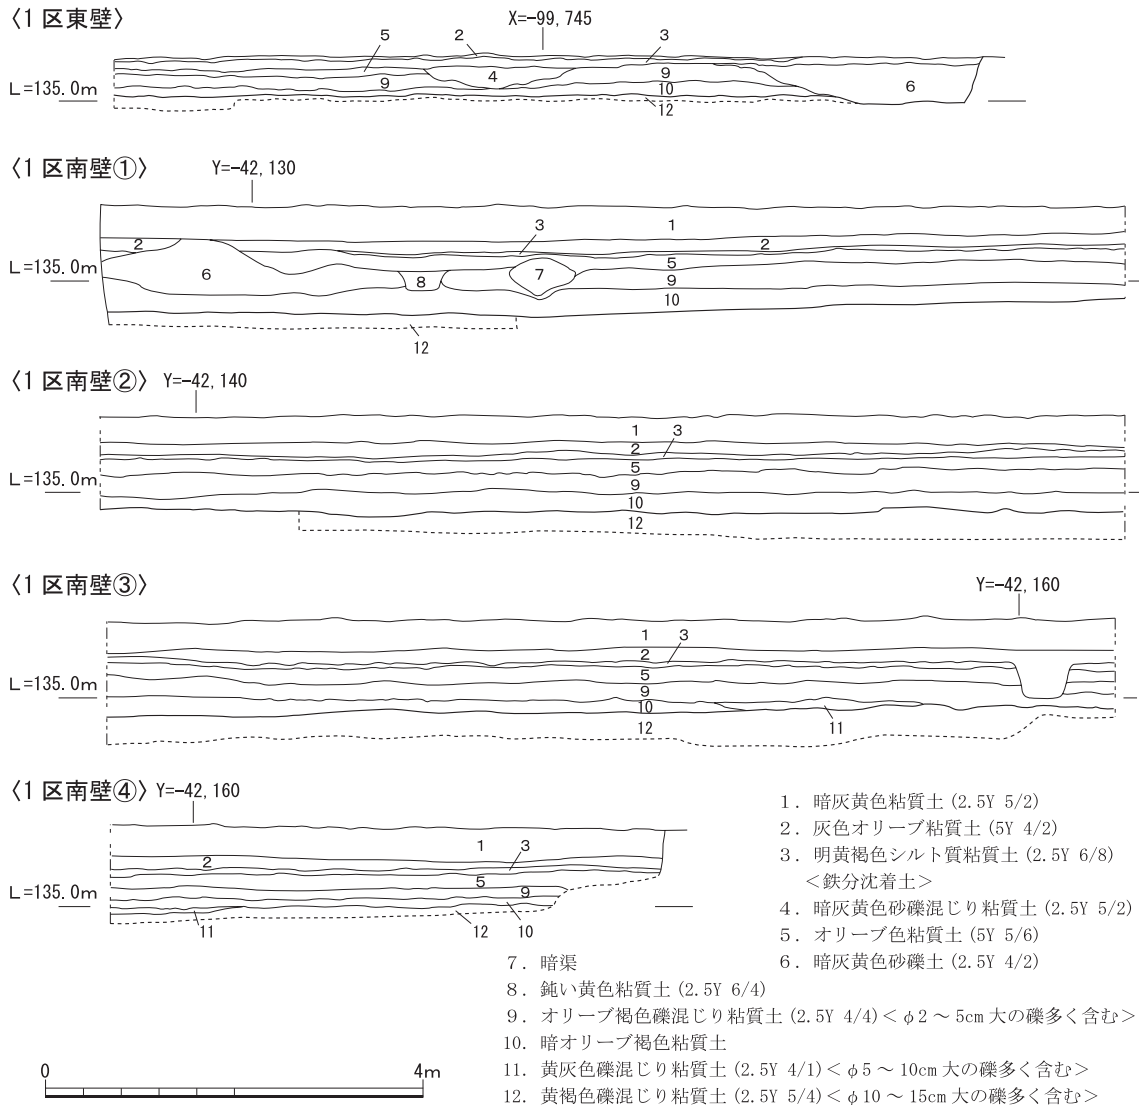 〈1区東壁〉
X=-99,745
5 2 3
4 9 9 10 6
L=135.0m
12
〈1区南壁①〉
Y=-42,130
3 1
2 2
L=135.0m
6 8 7 5 9
10
12
〈1区南壁②〉 Y=-42,140
1 3
2
5
L=135.0m
9
10
12
〈1区南壁③〉
Y=-42,160
1 3
2
5
L=135.0m
9
10
12 11
〈1区南壁④〉 Y=-42,160
1 3
2
5
L=135.0m
9
11 12 10
1. 暗灰黄色粘質土 (2.5Y 5/2)
2. 灰色オリーブ粘質土 (5Y 4/2)
3. 明黄褐色シルト質粘質土 (2.5Y 6/8)
<鉄分沈着土>
4. 暗灰黄色砂礫混じり粘質土 (2.5Y 5/2)
5. オリーブ色粘質土 (5Y 5/6)
6. 暗灰黄色砂礫土 (2.5Y 4/2)
7. 暗渠
8. 鈍い黄色粘質土 (2.5Y 6/4)
9. オリーブ褐色礫混じり粘質土 (2.5Y 4/4) <φ2～5cm大の礫多く含む>
10. 暗オリーブ褐色粘質土
11. 黄灰色礫混じり粘質土 (2.5Y 4/1) <φ5～10cm大の礫多く含む>
12. 黄褐色礫混じり粘質土 (2.5Y 5/4) <φ10～15cm大の礫多く含む>
0 4m